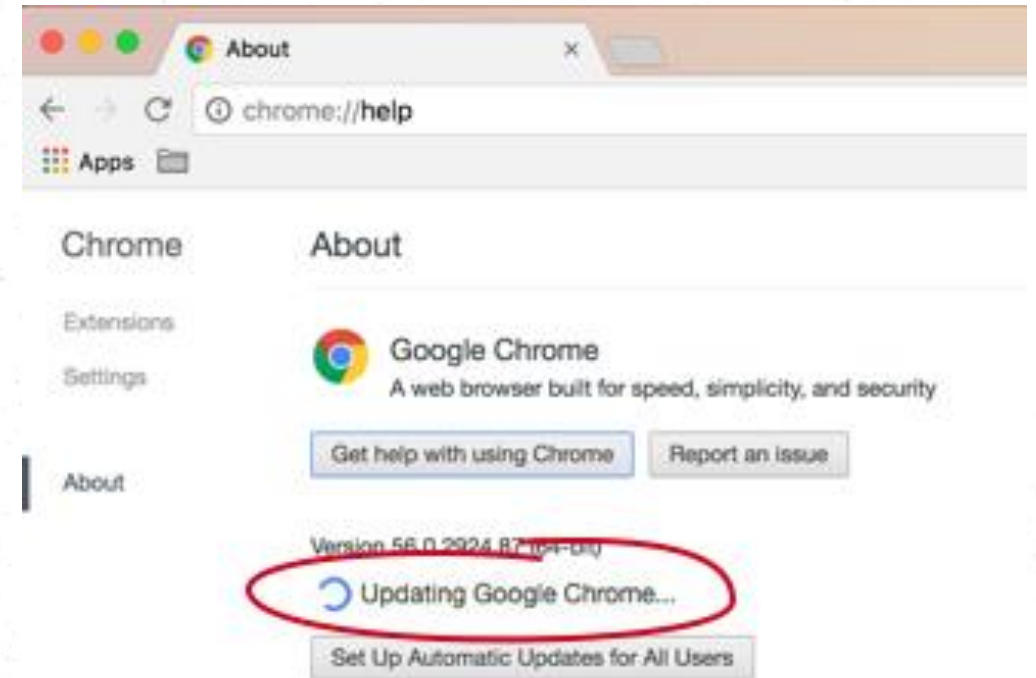 About
chrome://help
Apps
Chrome
About
Extensions
Settings
About
Google Chrome
A web browser built for speed, simplicity, and security
Get help with using Chrome Report an issue
Version 56.0.2924.87 (64-bit)
Updating Google Chrome...
Set Up Automatic Updates for All Users